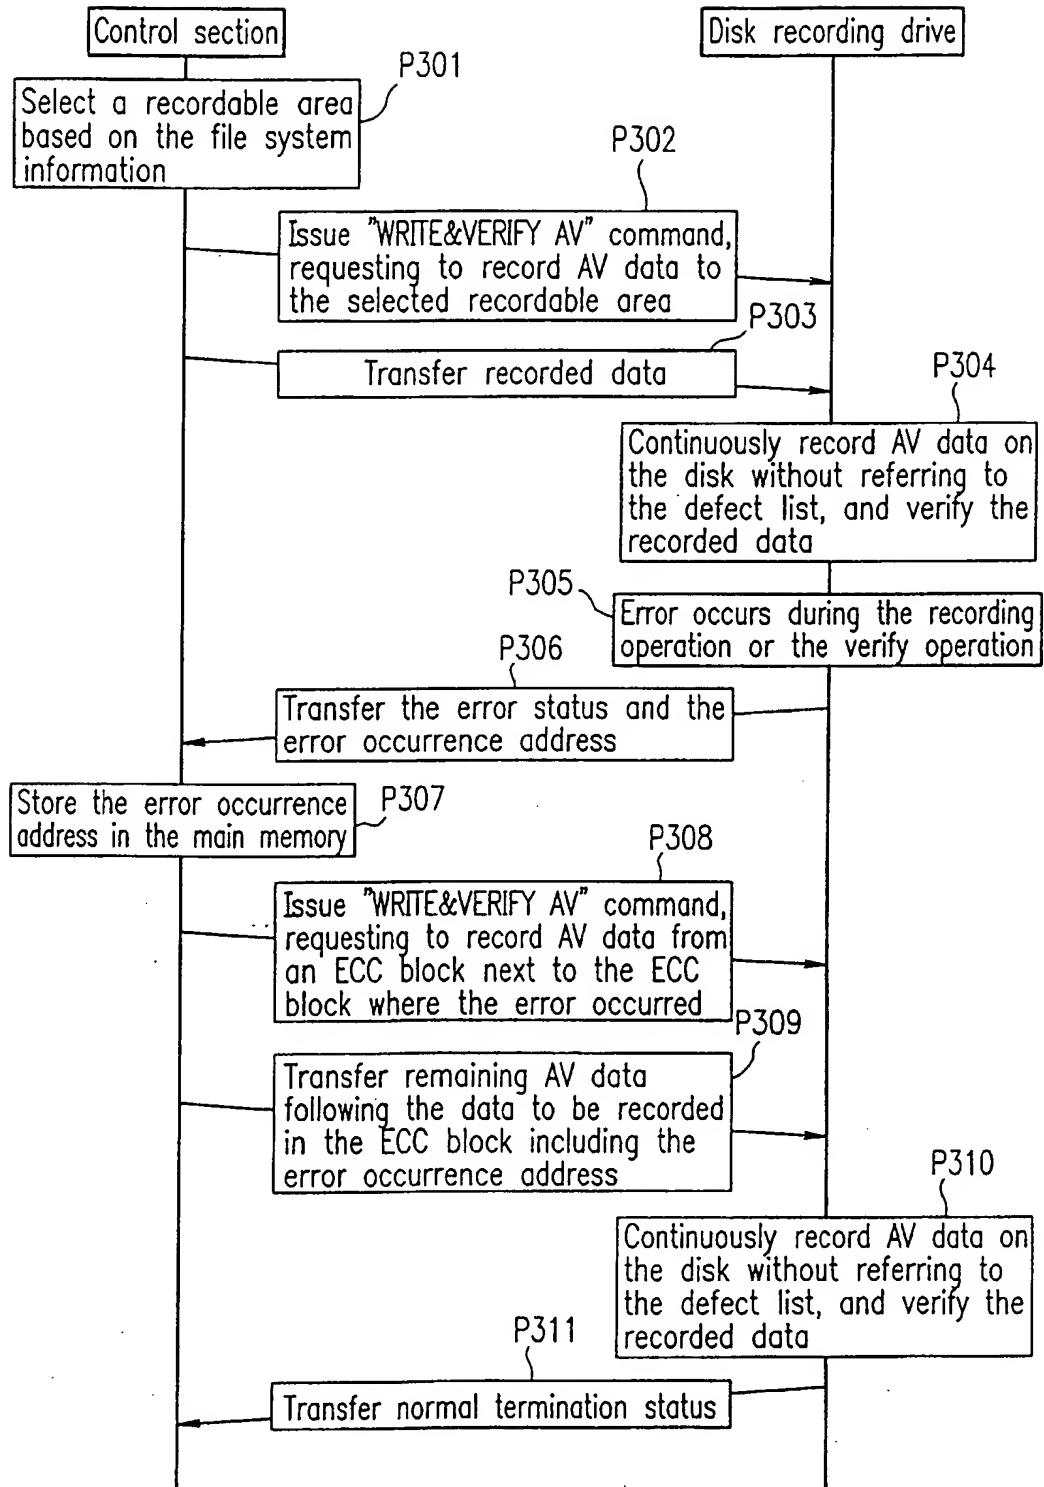 Control section
Disk recording drive
P301
Select a recordable area
based on the file system
information
P302
Issue "WRITE&VERIFY AV" command,
requesting to record AV data to
the selected recordable area
P303
Transfer recorded data
P304
Continuously record AV data on
the disk without referring to
the defect list, and verify the
recorded data
P305
Error occurs during the recording
operation or the verify operation
P306
Transfer the error status and the
error occurrence address
Store the error occurrence
address in the main memory
P307
P308
Issue "WRITE&VERIFY AV" command,
requesting to record AV data from
an ECC block next to the ECC
block where the error occurred
P309
Transfer remaining AV data
following the data to be recorded
in the ECC block including the
error occurrence address
P310
Continuously record AV data on
the disk without referring to
the defect list, and verify the
recorded data
P311
Transfer normal termination status